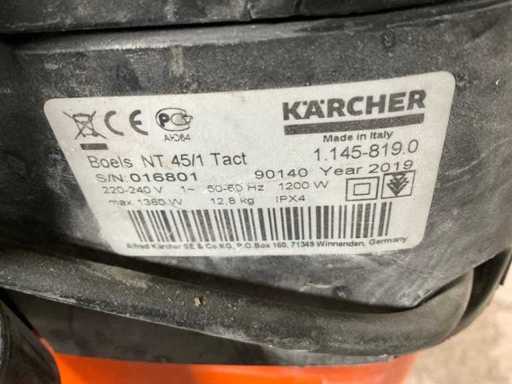 KÄRCHER
Made in Italy
Boels NT 45/1 Tact 1.145-819.0
S/N:016801 90140 Year 2019
220-240 V 1~ 50-60 Hz 1200 W
max 1380 W 12,8 kg IPX4
Alfred Kärcher SE & Co.KG, P.O.Box 160, 71349 Winnenden, Germany